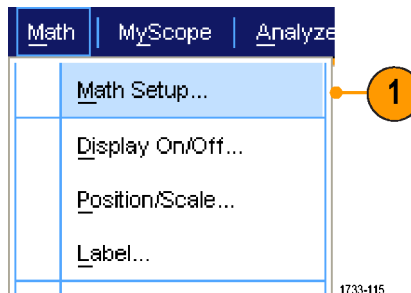 Math | MyScope | Analyze
Math Setup...
1
Display On/Off...
Position/Scale...
Label...
1733-115